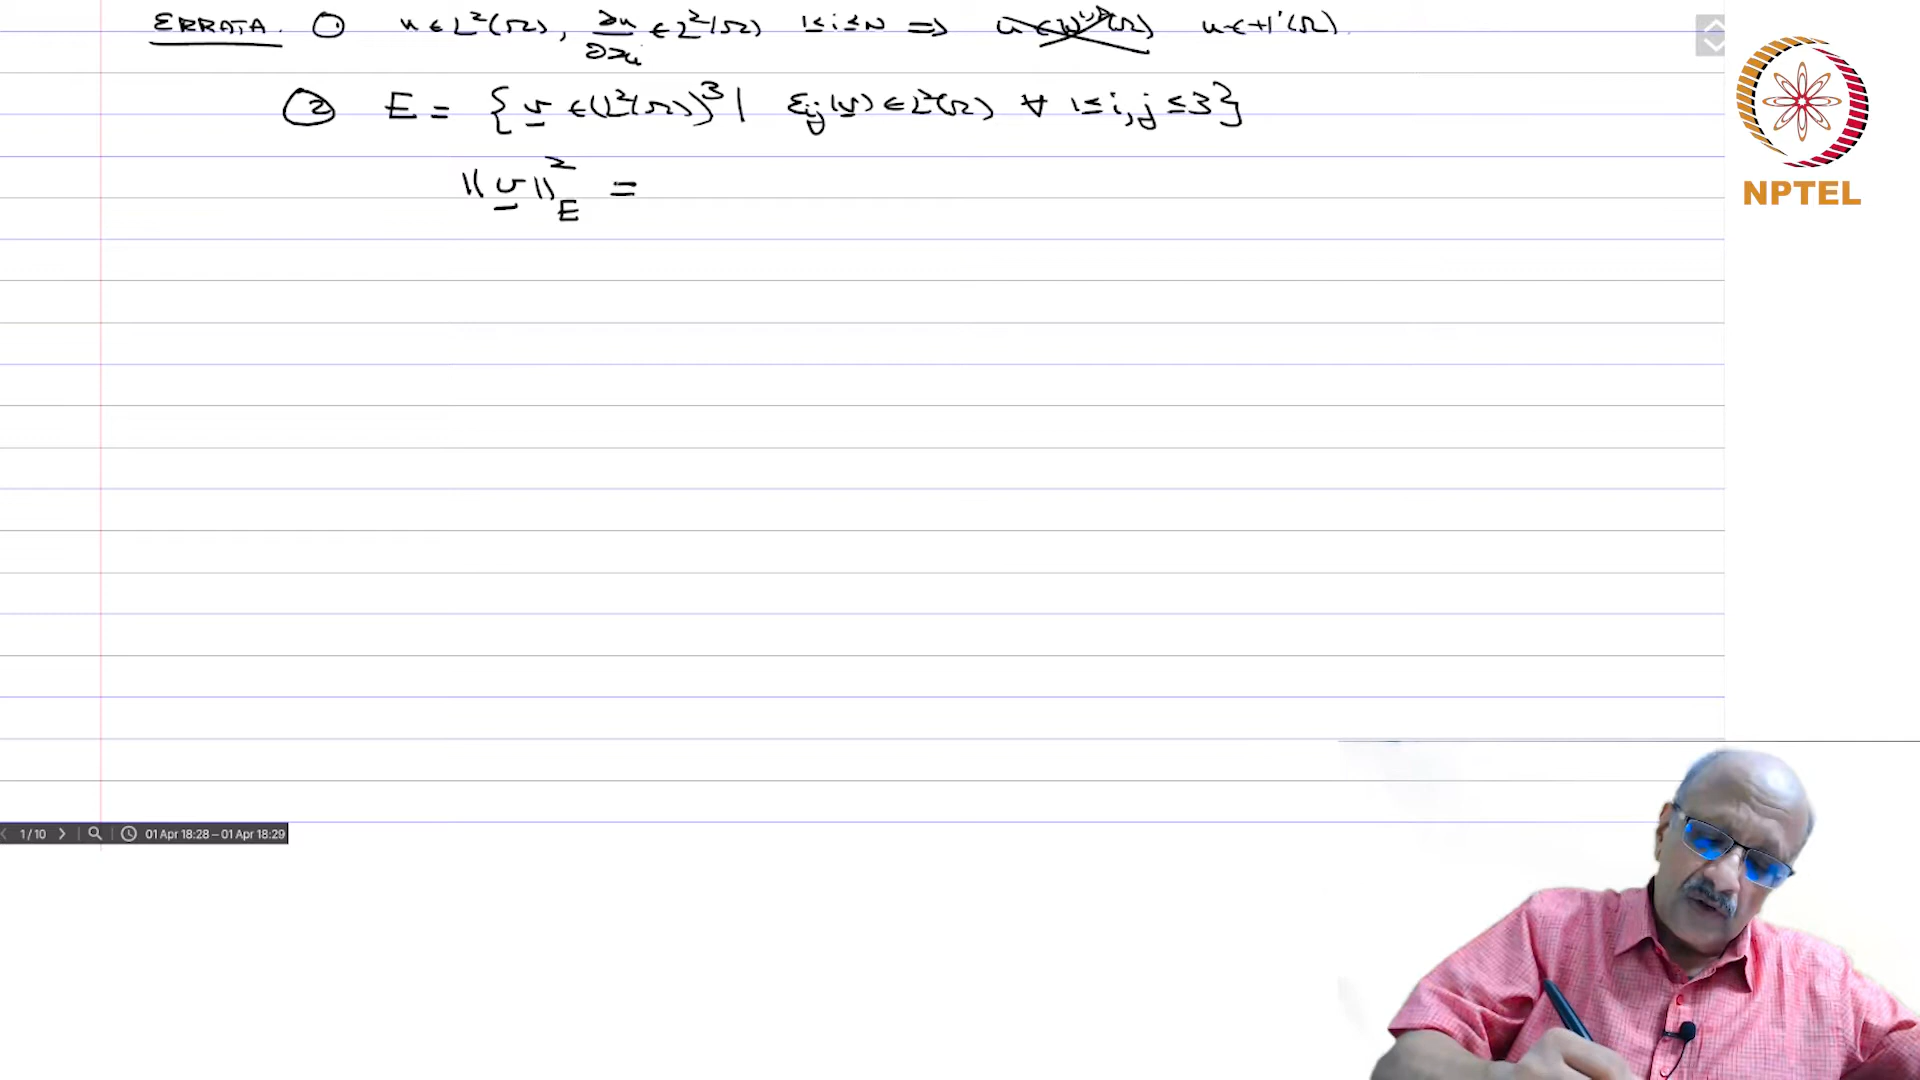 ERRATA. ① u ∈ L²(Ω), ∂u/∂xᵢ ∈ L²(Ω) 1≤i≤N ⇒ u ∈ H¹(Ω).
② E = { v ∈ (L²(Ω))³ | εij(v) ∈ L²(Ω) ∀ 1≤i,j≤3 }
‖v‖²_E =
NPTEL
1/10 01 Apr 18:28 – 01 Apr 18:29